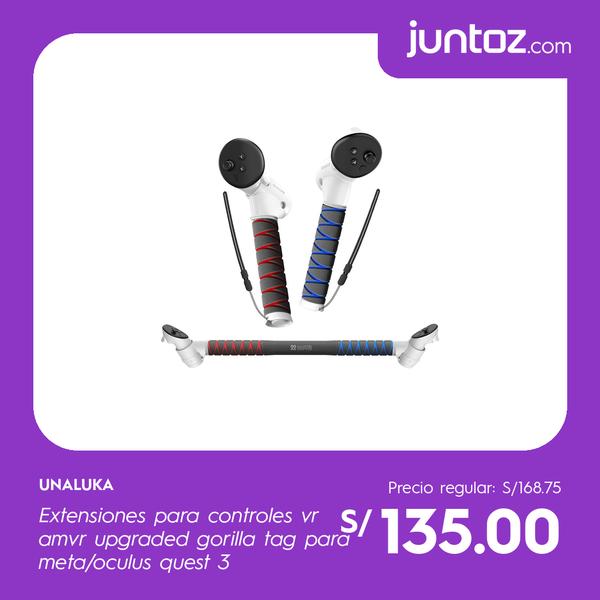 juntoz.com
UNALUKA
Extensiones para controles vr
amvr upgraded gorilla tag para
meta/oculus quest 3
Precio regular: S/168.75
S/135.00